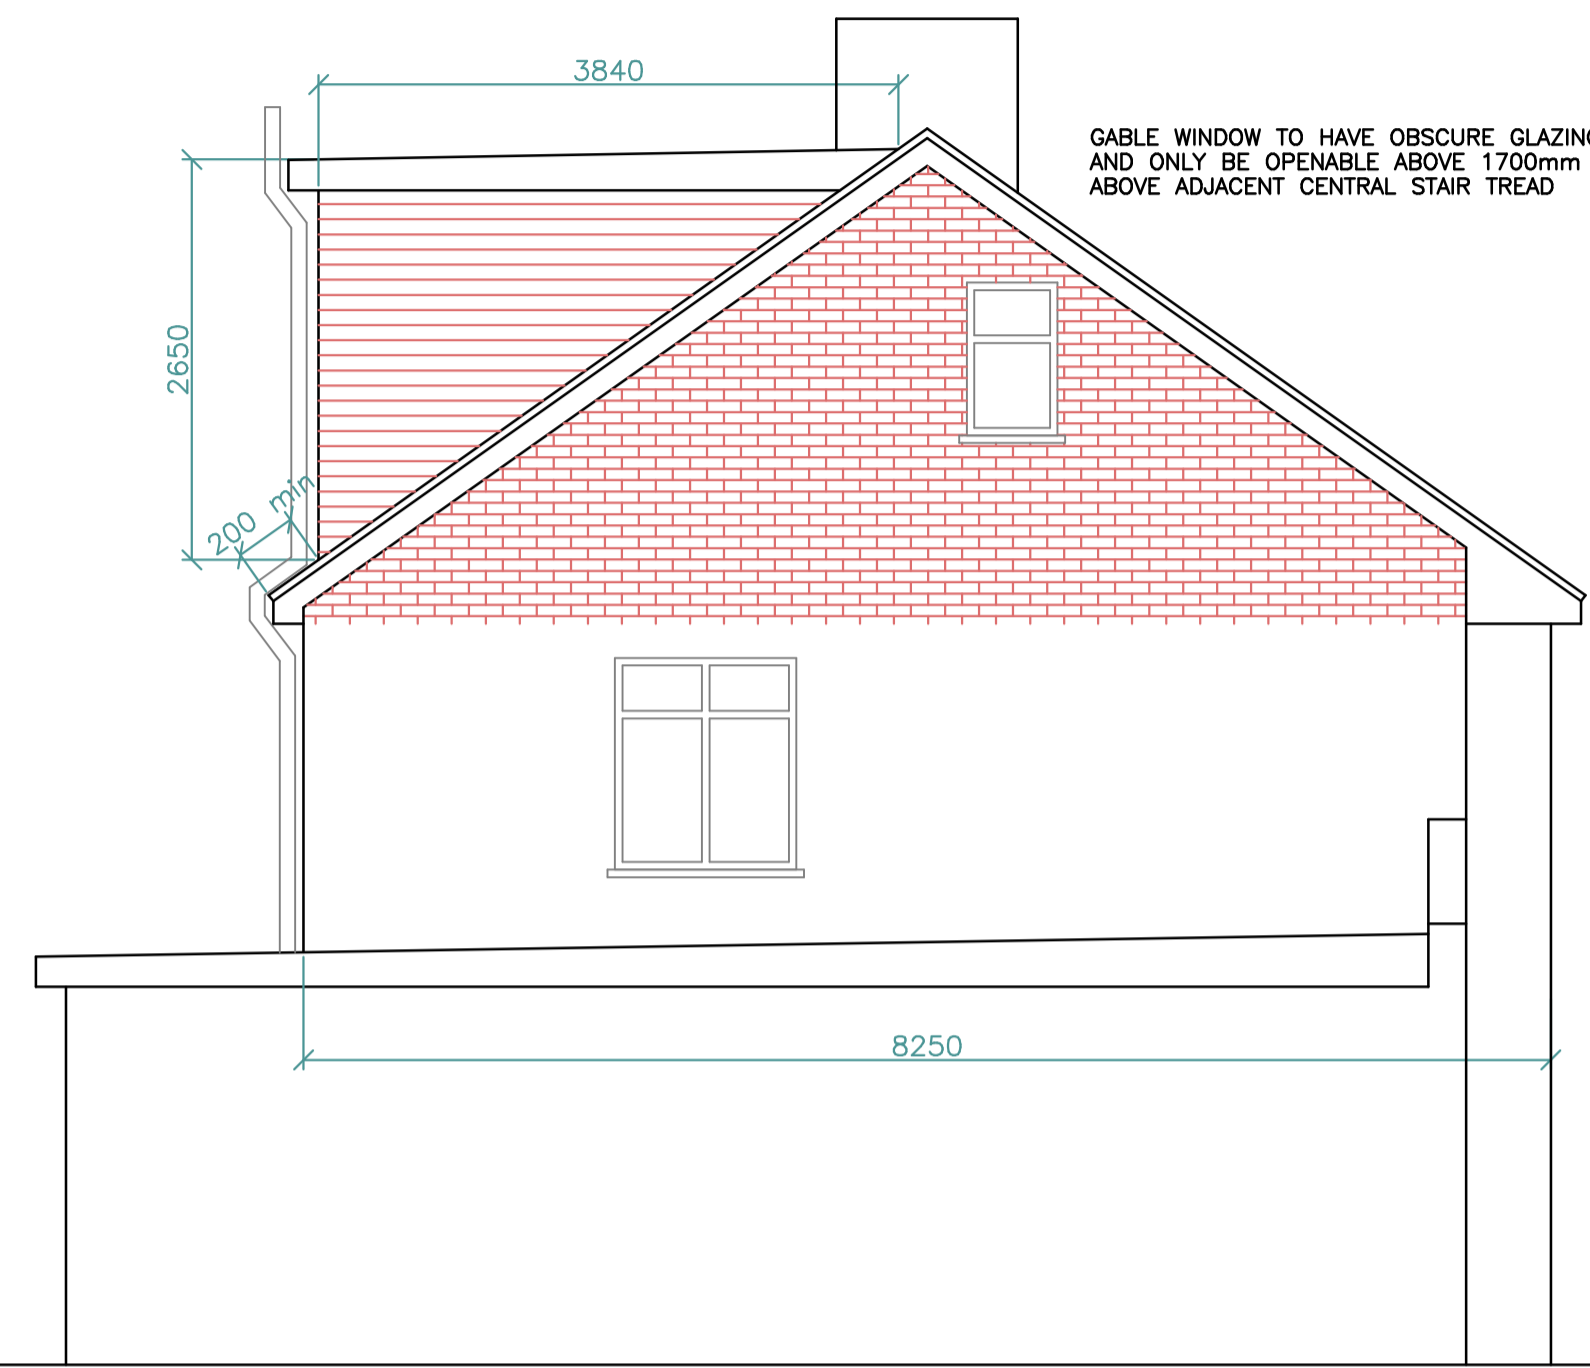 3840
GABLE WINDOW TO HAVE OBSCURE GLAZING
AND ONLY BE OPENABLE ABOVE 1700mm
ABOVE ADJACENT CENTRAL STAIR TREAD
2650
200 min
8250